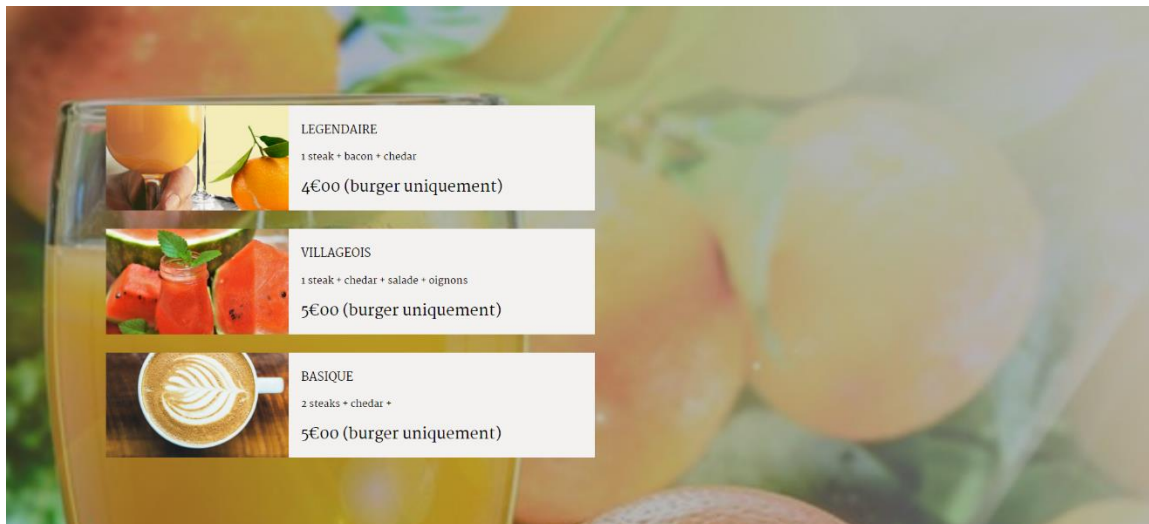 LEGENDAIRE
1 steak + bacon + chedar
4€00 (burger uniquement)
VILLAGEOIS
1 steak + chedar + salade + oignons
5€00 (burger uniquement)
BASIQUE
2 steaks + chedar +
5€00 (burger uniquement)